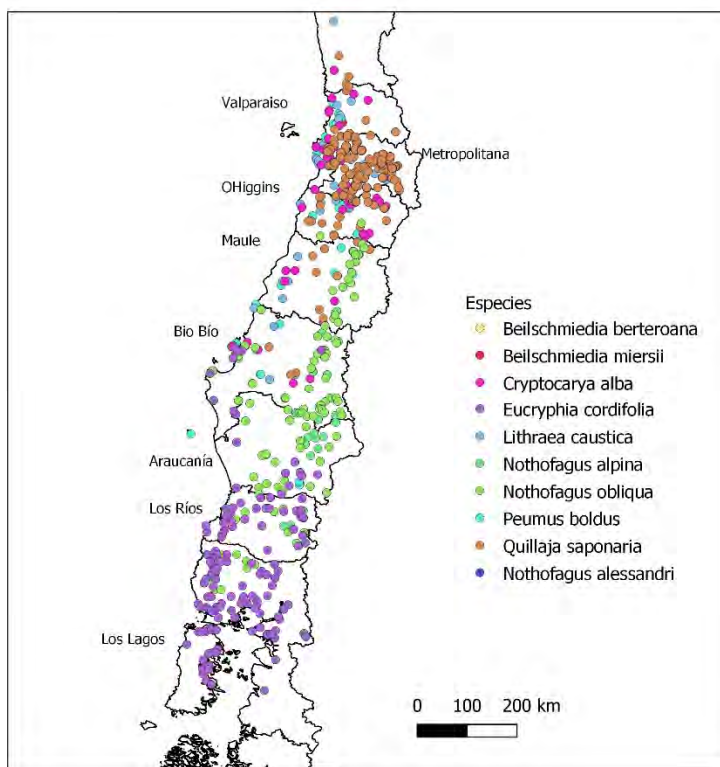 Valparaiso
Metropolitana
OHiggins
Maule
Especies
Beilschmiedia berteroana
Bio Bío
Beilschmiedia miersii
Cryptocarya alba
Eucryphia cordifolia
Lithraea caustica
Araucanía
Nothofagus alpina
Nothofagus obliqua
Los Ríos
Peumus boldus
Quillaja saponaria
Nothofagus alessandri
Los Lagos
0 100 200 km